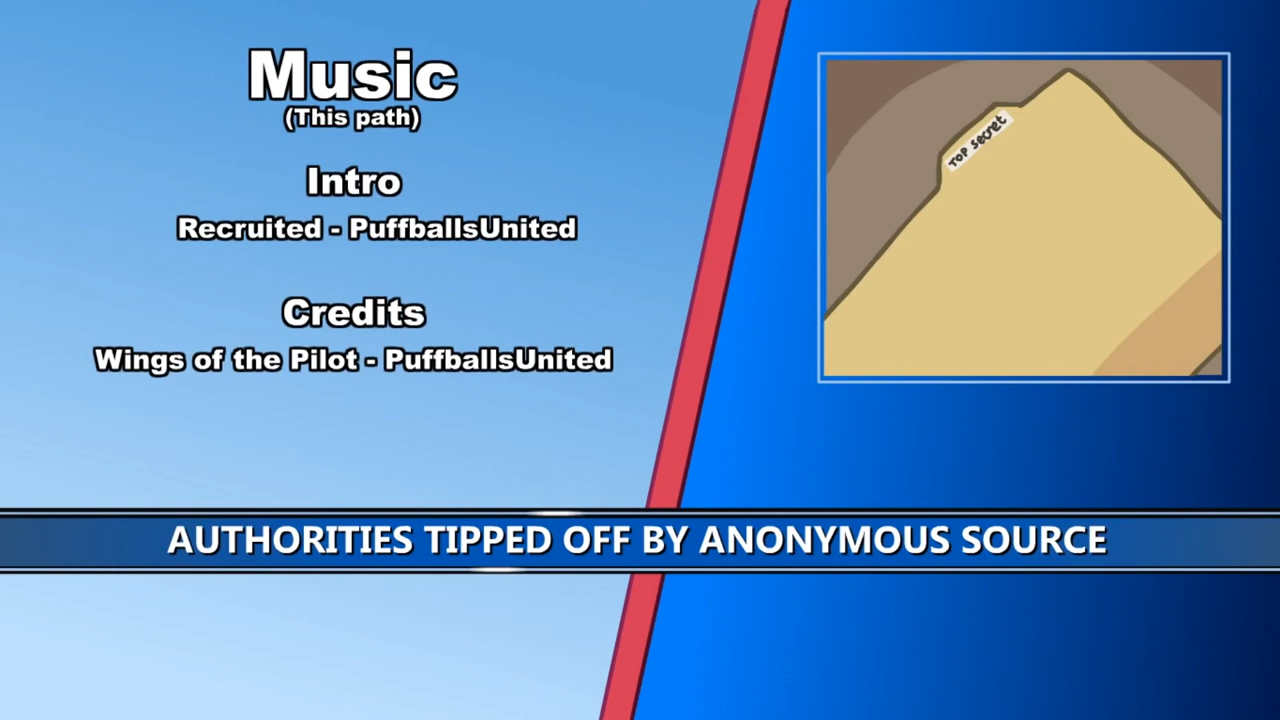 Music
(This path)
Intro
Recruited - PuffballsUnited
Credits
Wings of the Pilot - PuffballsUnited
TOP SECRET
AUTHORITIES TIPPED OFF BY ANONYMOUS SOURCE